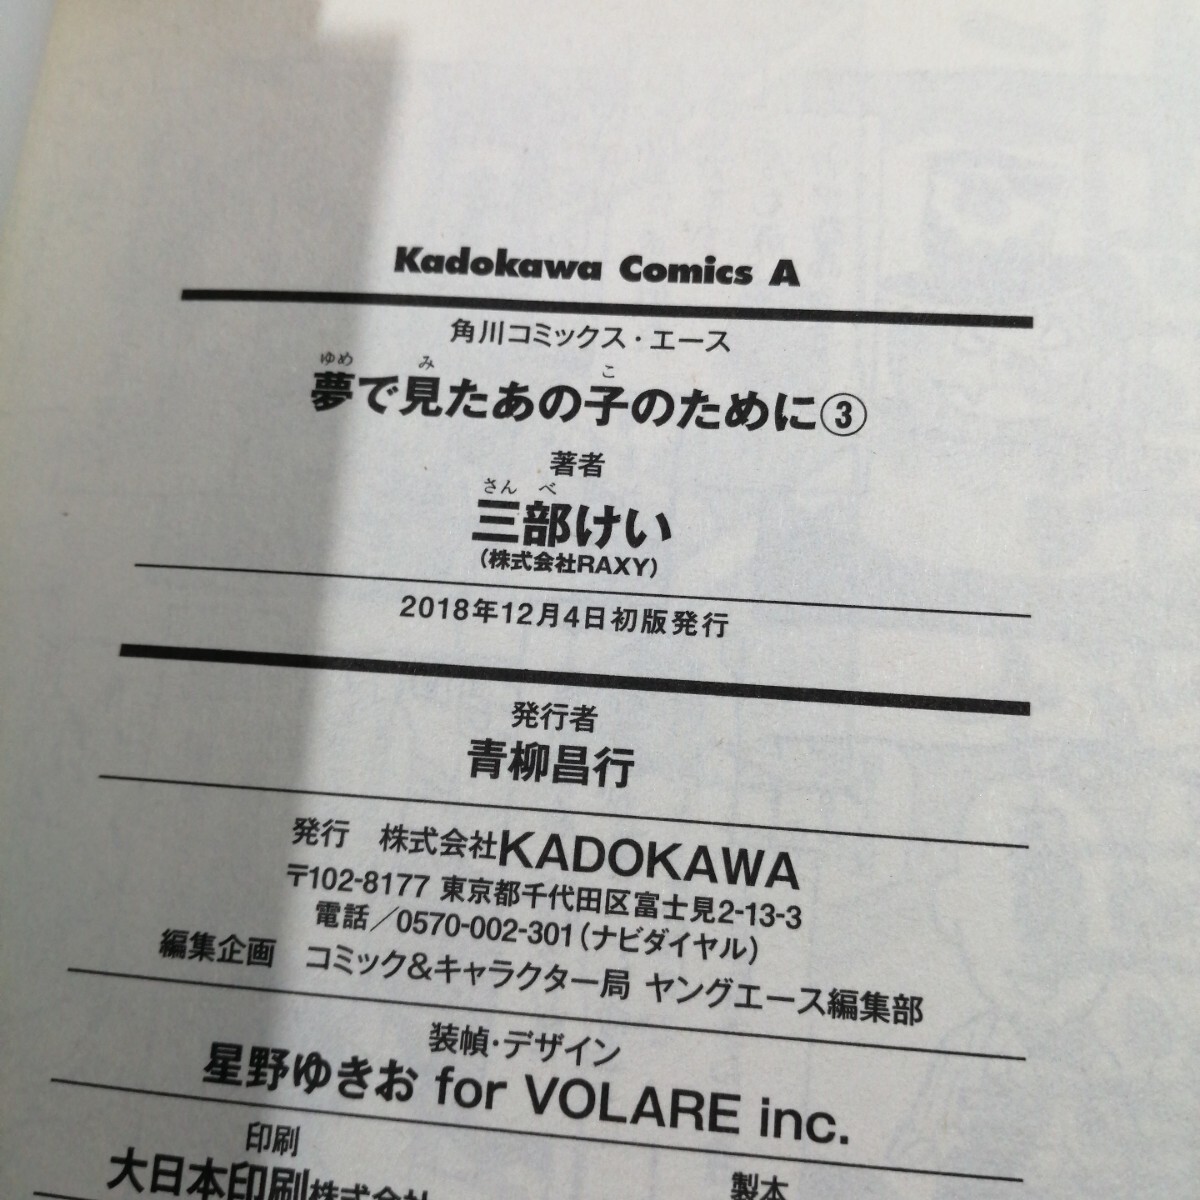 Kadokawa Comics A
角川コミックス・エース
ゆめ み こ
夢で見たあの子のために③
著者
さん べ
三部けい
(株式会社RAXY)
2018年12月4日初版発行
発行者
青柳昌行
発行 株式会社KADOKAWA
〒102-8177 東京都千代田区富士見2-13-3
電話/0570-002-301(ナビダイヤル)
編集企画 コミック&キャラクター局 ヤングエース編集部
装幀・デザイン
星野ゆきお for VOLARE inc.
印刷 製本
大日本印刷株式会社